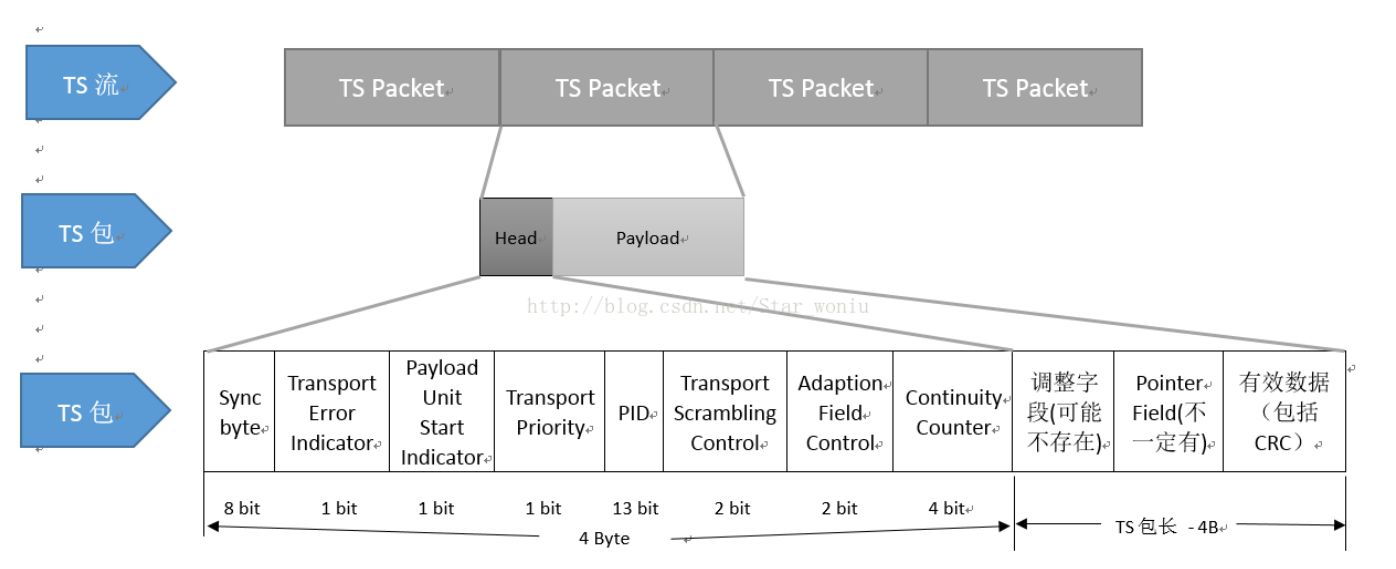 TS 流
TS Packet
TS Packet
TS Packet
TS Packet
TS 包
Head
Payload
http://blog.csdn.net/Star_woniu
TS 包
Sync
byte
Transport
Error
Indicator
Payload
Unit
Start
Indicator
Transport
Priority
PID
Transport
Scrambling
Control
Adaption
Field
Control
Continuity
Counter
调整字
段(可能
不存在)
Pointer
Field(不
一定有)
有效数据
（包括
CRC）
8 bit
1 bit
1 bit
1 bit
13 bit
2 bit
2 bit
4 bit
4 Byte
TS 包长 - 4B